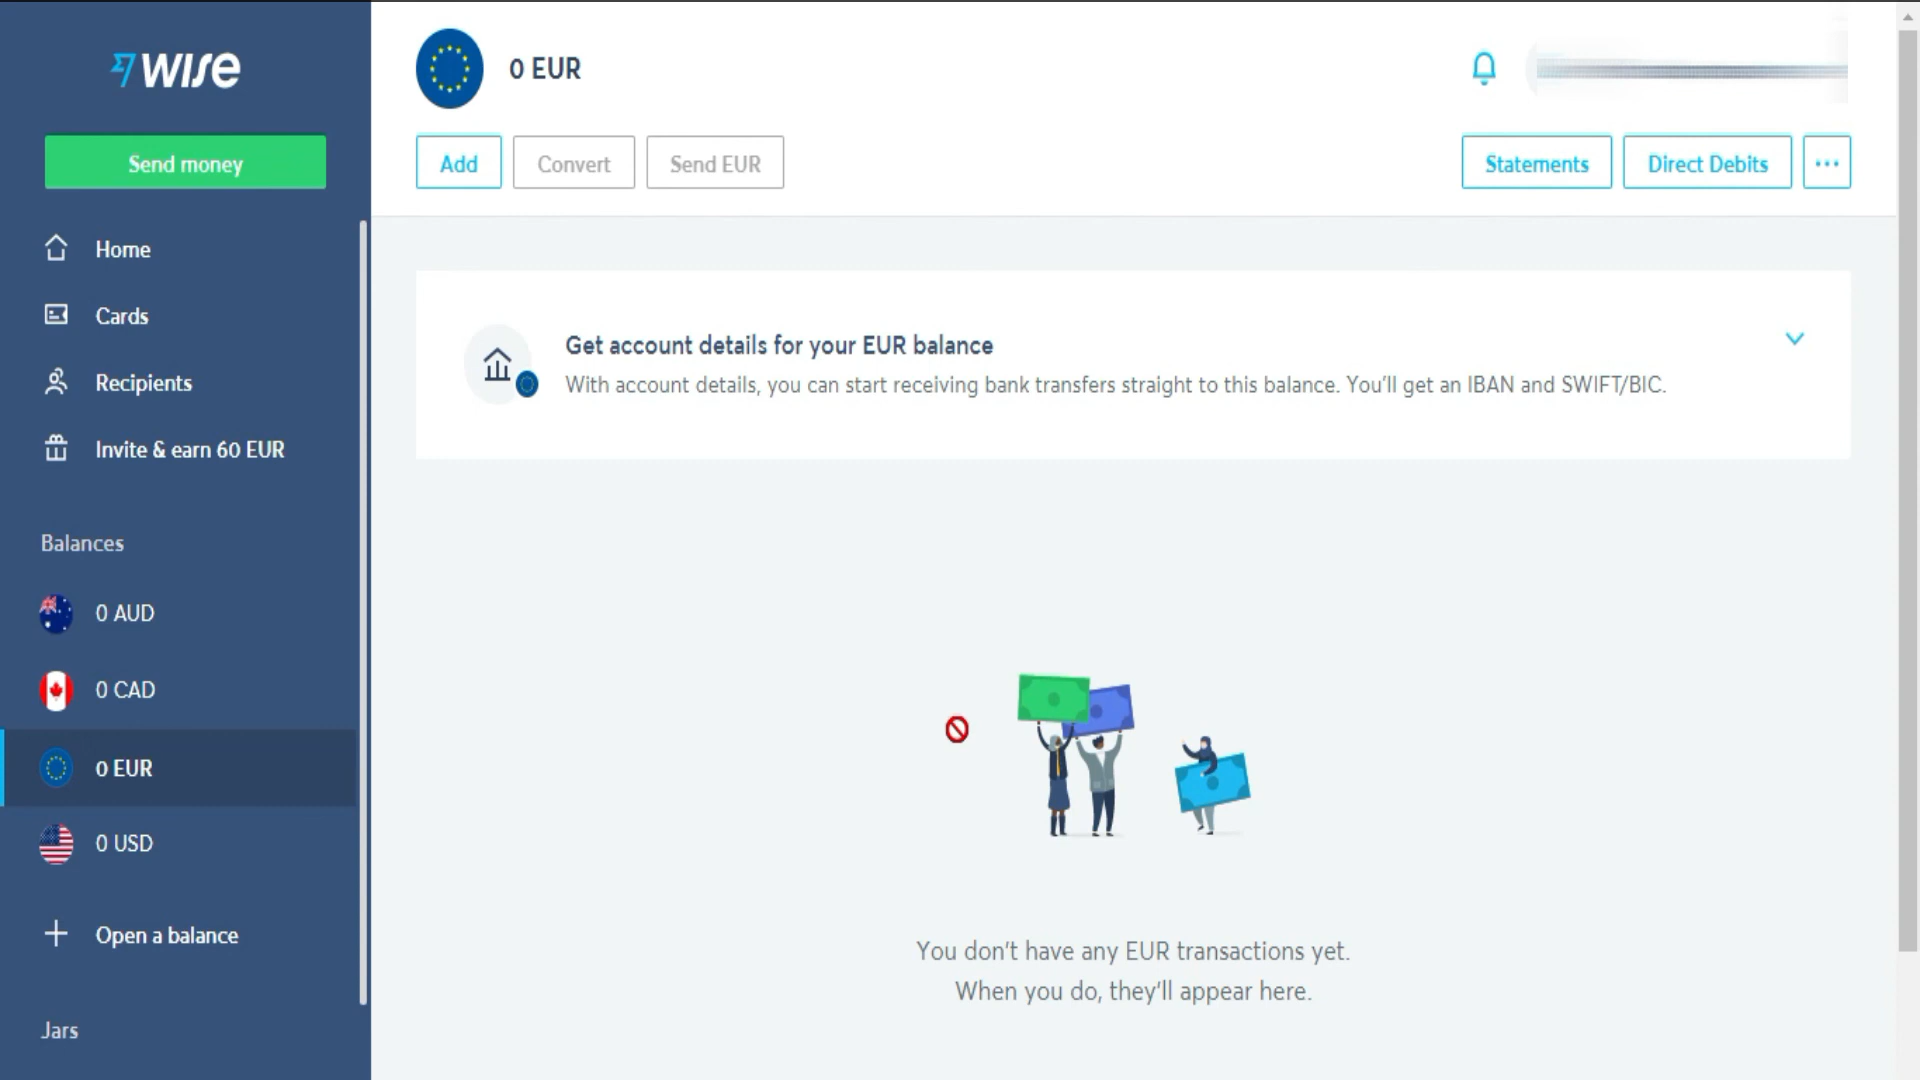 wise
Send money
Home
Cards
Recipients
Invite & earn 60 EUR
Balances
0 AUD
0 CAD
0 EUR
0 USD
Open a balance
Jars
0 EUR
Add
Convert
Send EUR
Statements
Direct Debits
Get account details for your EUR balance
With account details, you can start receiving bank transfers straight to this balance. You'll get an IBAN and SWIFT/BIC.
You don't have any EUR transactions yet.
When you do, they'll appear here.